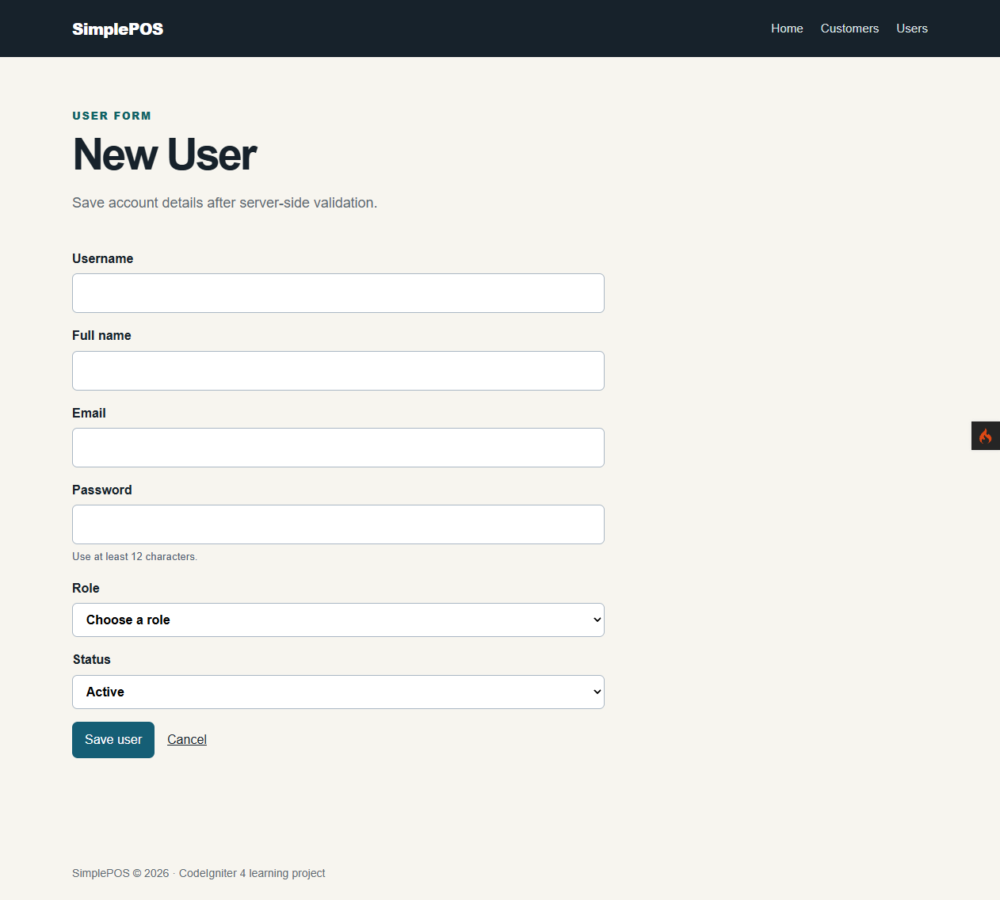 SimplePOS
Home Customers Users
USER FORM
New User
Save account details after server-side validation.
Username
Full name
Email
Password
Use at least 12 characters.
Role
Choose a role
Status
Active
Save user Cancel
SimplePOS © 2026 · CodeIgniter 4 learning project